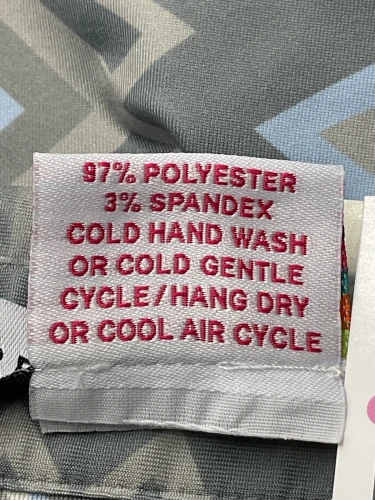 97% POLYESTER
3% SPANDEX
COLD HAND WASH
OR COLD GENTLE
CYCLE/HANG DRY
OR COOL AIR CYCLE